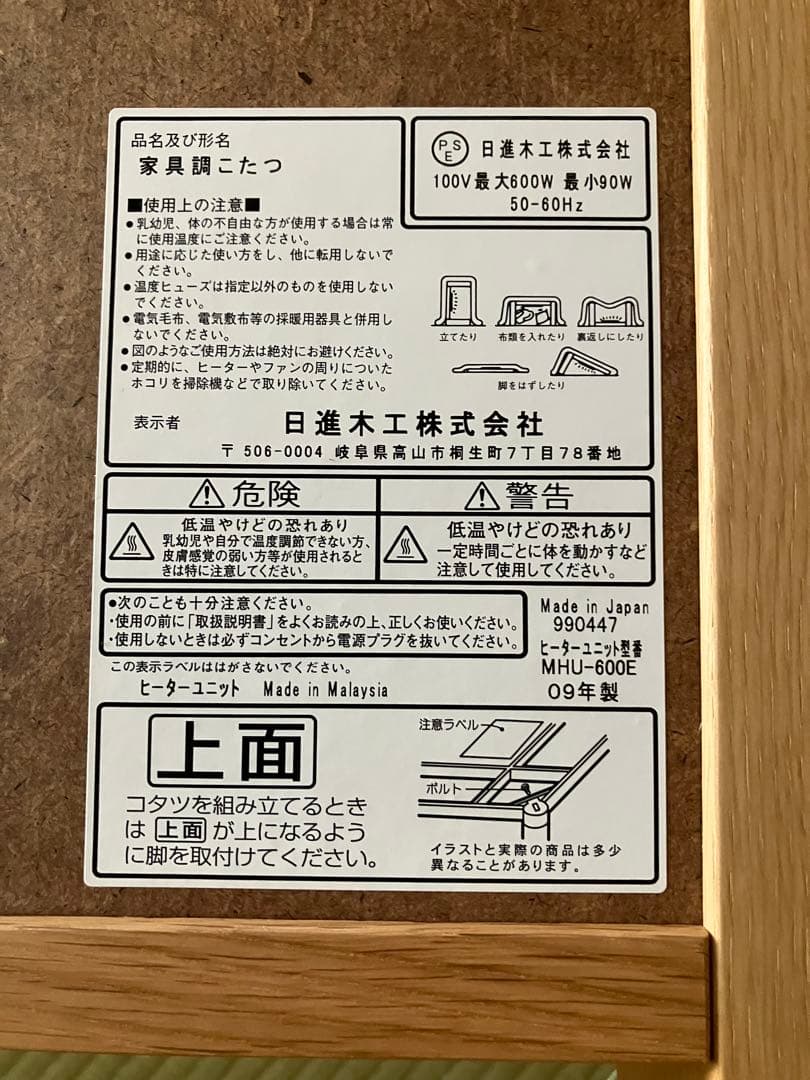 品名及び形名
家具調こたつ
PSE 日進木工株式会社
100V最大600W 最小90W
50-60Hz
■使用上の注意■
●乳幼児、体の不自由な方が使用する場合は常
に使用温度にご注意ください。
●用途に応じた使い方をし、他に転用しないで
ください。
●温度ヒューズは指定以外のものを使用しない
でください。
●電気毛布、電気敷布等の採暖用器具と併用し
ないでください。
●図のようなご使用方法は絶対にお避けください。
●定期的に、ヒーターやファンの周りについた
ホコリを掃除機などで取り除いてください。
立てたり 布類を入れたり 裏返しにしたり
脚をはずしたり
表示者 日進木工株式会社
〒506-0004 岐阜県高山市桐生町7丁目78番地
危険
低温やけどの恐れあり
乳幼児や自分で温度調節できない方、
皮膚感覚の弱い方等が使用されると
きは特に注意してください。
警告
低温やけどの恐れあり
一定時間ごとに体を動かすなど
注意して使用してください。
●次のことも十分注意ください。
・使用の前に「取扱説明書」をよくお読みの上、正しくお使いください。
・使用しないときは必ずコンセントから電源プラグを抜いてください。
Made in Japan
990447
ヒーターユニット型番
MHU-600E
09年製
この表示ラベルははがさないでください。
ヒーターユニット Made in Malaysia
上面
コタツを組み立てるとき
は 上面 が上になるよう
に脚を取付けてください。
注意ラベル
ボルト
イラストと実際の商品は多少
異なることがあります。